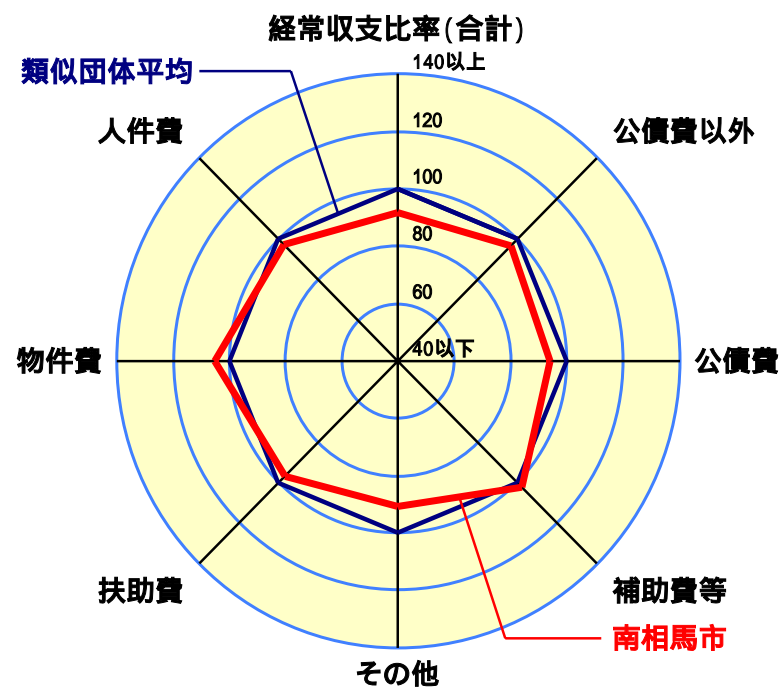 経常収支比率(合計)
類似団体平均
140以上
人件費
120
公債費以外
100
80
60
40以下
物件費
公債費
扶助費
補助費等
南相馬市
その他